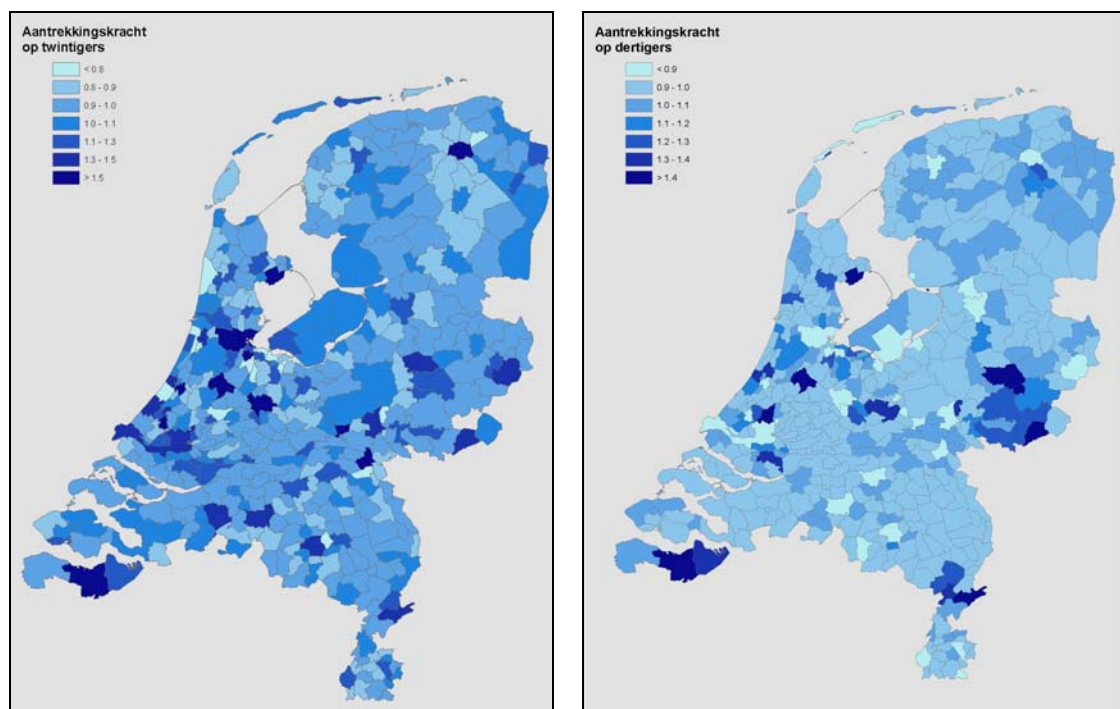 Aantrekkingskracht
op twintigers
< 0.8
0.8 - 0.9
0.9 - 1.0
1.0 - 1.1
1.1 - 1.3
1.3 - 1.5
> 1.5
Aantrekkingskracht
op dertigers
< 0.9
0.9 - 1.0
1.0 - 1.1
1.1 - 1.2
1.2 - 1.3
1.3 - 1.4
> 1.4